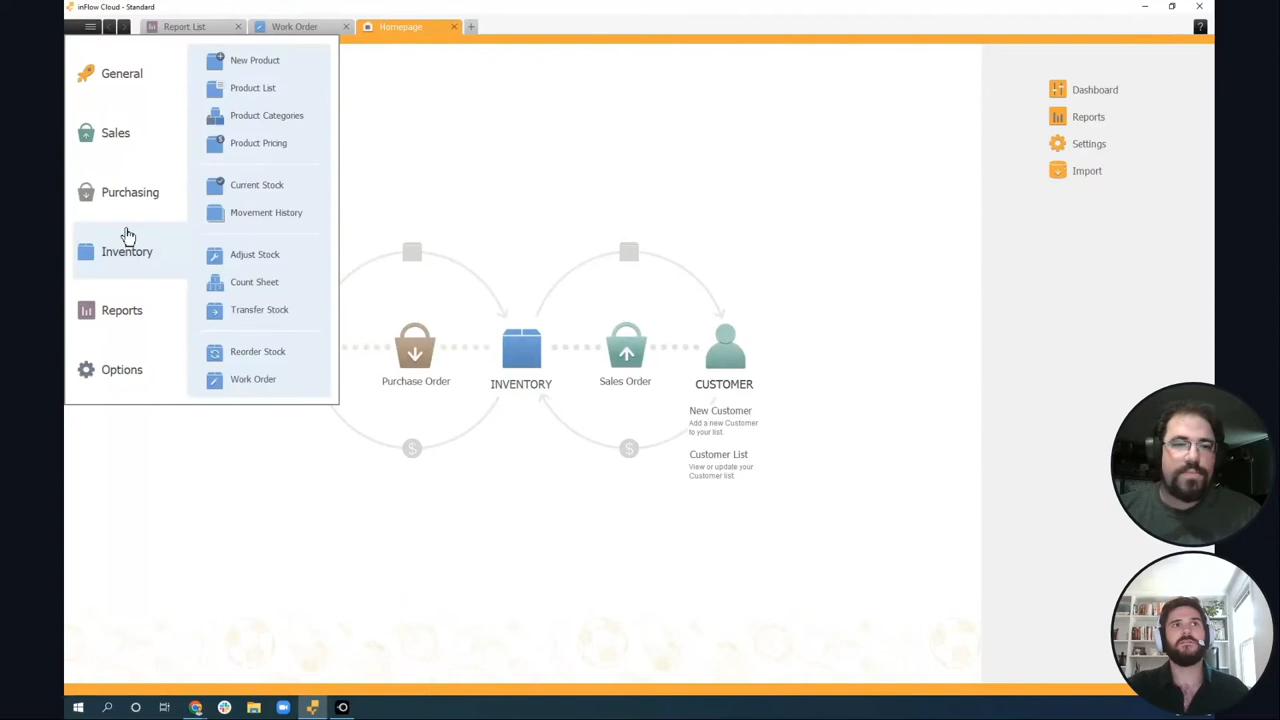 inFlow Cloud - Standard
Report List
Work Order
Homepage
?
General
Sales
Purchasing
Inventory
Reports
Options
New Product
Product List
Product Categories
Product Pricing
Current Stock
Movement History
Adjust Stock
Count Sheet
Transfer Stock
Reorder Stock
Work Order
Purchase Order
INVENTORY
Sales Order
CUSTOMER
New Customer
Add a new Customer
to your list.
Customer List
View or update your
Customer list.
$
$
Dashboard
Reports
Settings
Import